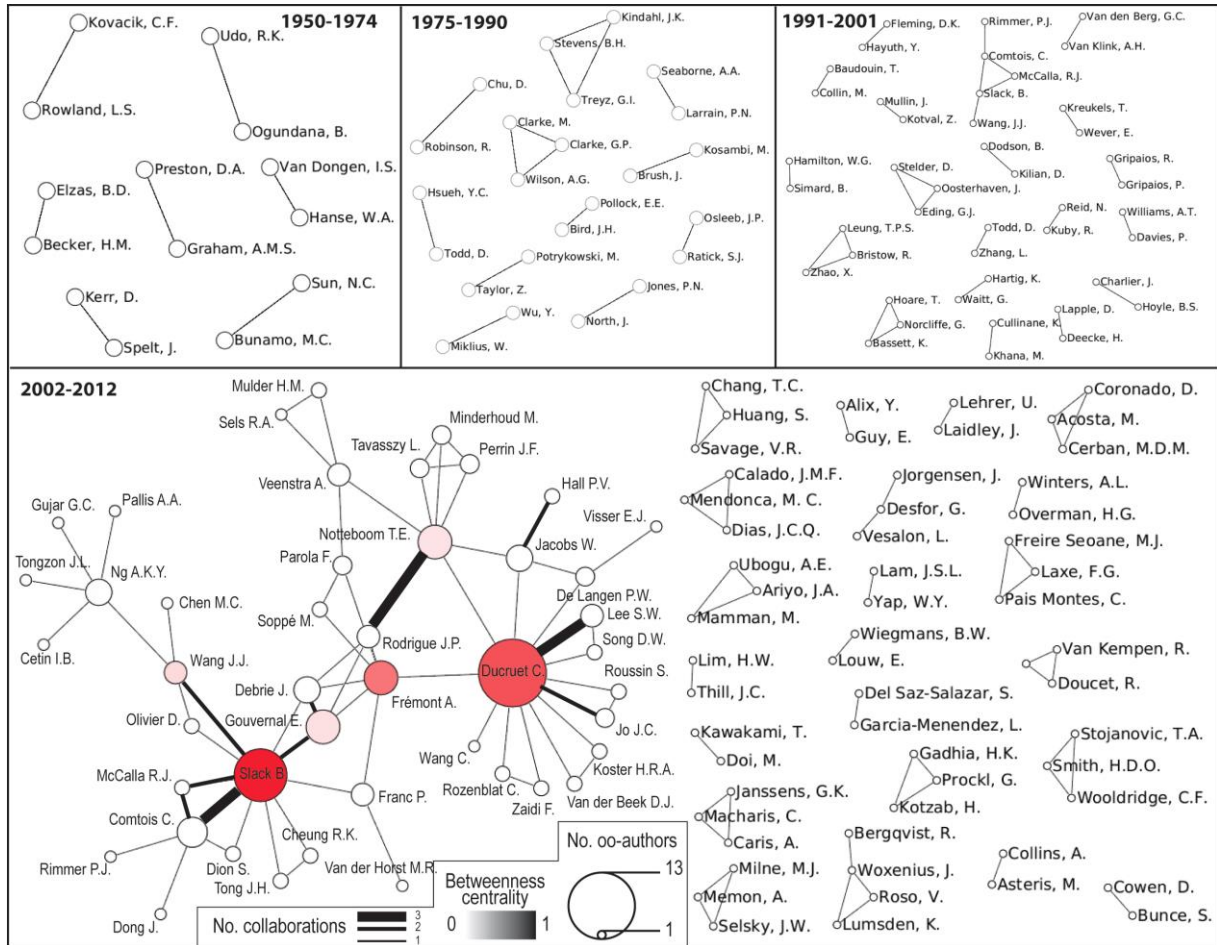 1950-1974
Kovacik, C.F.
Udo, R.K.
Rowland, L.S.
Ogundana, B.
Preston, D.A.
Van Dongen, I.S.
Elzas, B.D.
Hanse, W.A.
Becker, H.M.
Graham, A.M.S.
Sun, N.C.
Kerr, D.
Spelt, J.
Bunamo, M.C.
1975-1990
Kindahl, J.K.
Stevens, B.H.
Seaborne, A.A.
Chu, D.
Treyz, G.I.
Larrain, P.N.
Clarke, M.
Robinson, R.
Clarke, G.P.
Kosambi, M.
Wilson, A.G.
Brush, J.
Hsueh, Y.C.
Pollock, E.E.
Osleeb, J.P.
Bird, J.H.
Todd, D.
Potrykowski, M.
Ratick, S.J.
Taylor, Z.
Jones, P.N.
Wu, Y.
North, J.
Miklius, W.
1991-2001
Fleming, D.K.
Rimmer, P.J.
Van den Berg, G.C.
Hayuth, Y.
Van Klink, A.H.
Comtois, C.
Baudouin, T.
McCalla, R.J.
Collin, M.
Slack, B.
Mullin, J.
Kreukels, T.
Kotval, Z.
Wang, J.J.
Wever, E.
Dodson, B.
Hamilton, W.G.
Stelder, D.
Gripaios, R.
Kilian, D.
Simard, B.
Oosterhaven, J.
Gripaios, P.
Eding, G.J.
Reid, N.
Williams, A.T.
Leung, T.P.S.
Todd, D.
Kuby, R.
Davies, P.
Bristow, R.
Zhang, L.
Zhao, X.
Hartig, K.
Charlier, J.
Waitt, G.
Hoare, T.
Lapple, D.
Hoyle, B.S.
Norcliffe, G.
Cullinane, K.
Bassett, K.
Deecke, H.
Khana, M.
2002-2012
Mulder H.M.
Sels R.A.
Minderhoud M.
Tavasszy L.
Perrin J.F.
Veenstra A.
Hall P.V.
Pallis A.A.
Gujar G.C.
Visser E.J.
Notteboom T.E.
Jacobs W.
Parola F.
Tongzon J.L.
Ng A.K.Y.
De Langen P.W.
Chen M.C.
Lee S.W.
Soppé M.
Rodrigue J.P.
Song D.W.
Cetin I.B.
Wang J.J.
Ducruet C.
Roussin S.
Debrie J.
Frémont A.
Olivier D.
Gouvernal E.
Jo J.C.
Wang C.
Slack B.
Koster H.R.A.
McCalla R.J.
Franc P.
Rozenblat C.
Van der Beek D.J.
Zaidi F.
Comtois C.
Cheung R.K.
Rimmer P.J.
Dion S.
Van der Horst M.R.
Tong J.H.
Dong J.
No. collaborations
3
2
1
Betweenness
centrality
0
1
No. oo-authors
13
1
Chang, T.C.
Huang, S.
Savage, V.R.
Alix, Y.
Guy, E.
Lehrer, U.
Laidley, J.
Coronado, D.
Acosta, M.
Cerban, M.D.M.
Calado, J.M.F.
Mendonca, M. C.
Dias, J.C.Q.
Jorgensen, J.
Desfor, G.
Vesalon, L.
Winters, A.L.
Overman, H.G.
Freire Seoane, M.J.
Laxe, F.G.
Pais Montes, C.
Ubogu, A.E.
Ariyo, J.A.
Mamman, M.
Lam, J.S.L.
Yap, W.Y.
Wiegmans, B.W.
Louw, E.
Van Kempen, R.
Doucet, R.
Lim, H.W.
Thill, J.C.
Del Saz-Salazar, S.
Garcia-Menendez, L.
Kawakami, T.
Doi, M.
Gadhia, H.K.
Prockl, G.
Kotzab, H.
Stojanovic, T.A.
Smith, H.D.O.
Wooldridge, C.F.
Janssens, G.K.
Macharis, C.
Caris, A.
Bergqvist, R.
Woxenius, J.
Roso, V.
Lumsden, K.
Milne, M.J.
Memon, A.
Selsky, J.W.
Collins, A.
Asteris, M.
Cowen, D.
Bunce, S.